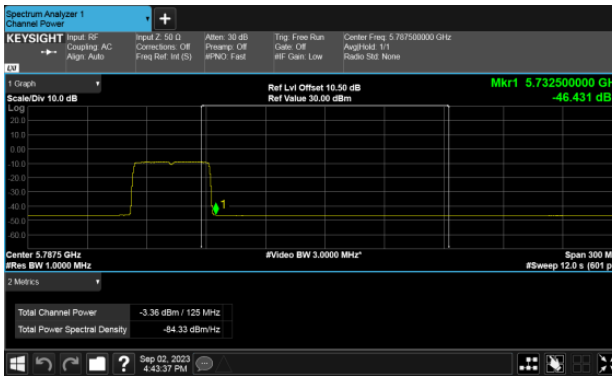 Spectrum Analyzer 1
Channel Power
+
KEYSIGHT Input: RF Input Z: 50 Ω Atten: 30 dB Trig: Free Run Center Freq: 5.787500000 GHz
Coupling: AC Corrections: Off Preamp: Off Gate: Off Avg|Hold: 1/1
Align: Auto Freq Ref: Int (S) #PNO: Fast #IF Gain: Low Radio Std: None
LXI
1 Graph Ref Lvl Offset 10.50 dB Mkr1 5.732500000 GH
Scale/Div 10.0 dB Ref Value 30.00 dBm -46.431 dB
Log
20.0
10.0
0.00
-10.0
-20.0
-30.0
-40.0
-50.0
-60.0
1
Center 5.7875 GHz #Video BW 3.0000 MHz* Span 300 M
#Res BW 1.0000 MHz #Sweep 12.0 s (601 p
2 Metrics
Total Channel Power -3.36 dBm / 125 MHz
Total Power Spectral Density -84.33 dBm/Hz
? Sep 02, 2023
4:43:37 PM